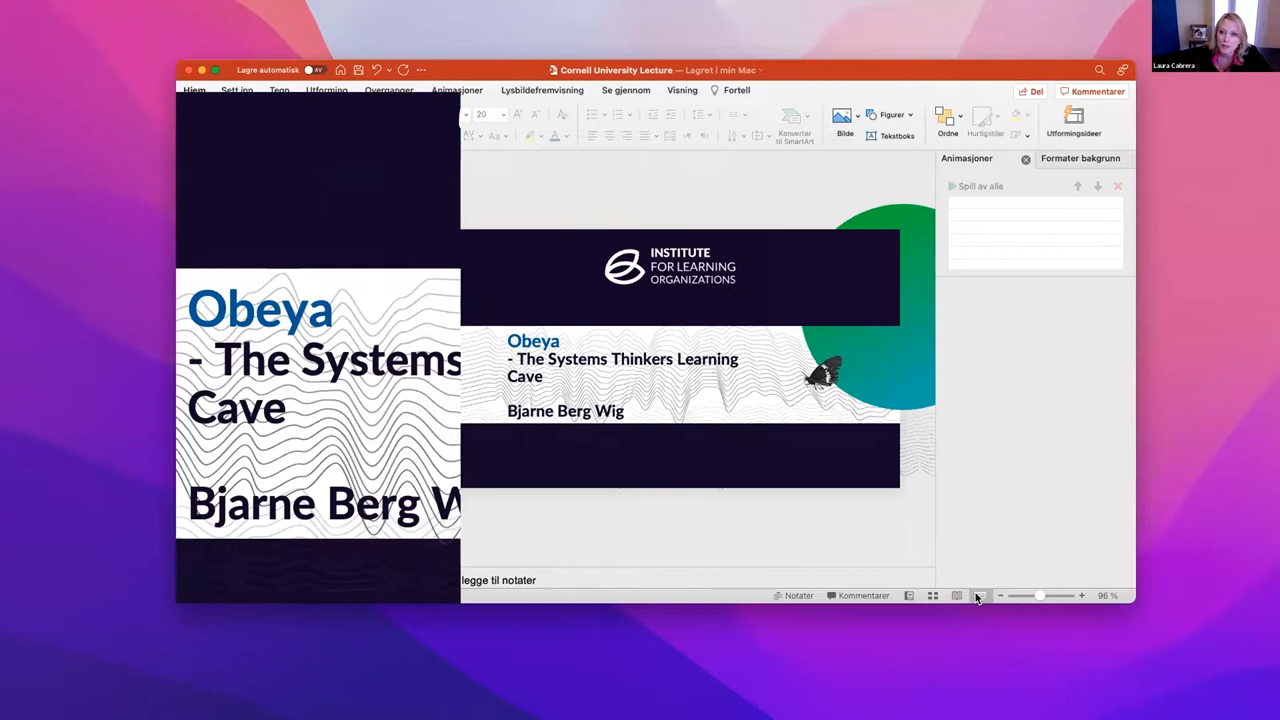 Laura Cabrera
Lagre automatisk
Cornell University Lecture — Lagret i min Mac
Hjem Sett inn Tegn Utforming Overganger Animasjoner Lysbildefremvisning Se gjennom Visning Fortell
Del Kommentarer
20
Konverter
til SmartArt
Bilde
Figurer
Tekstboks
Ordne
Hurtigstiler
Utformingsideer
Animasjoner
Formater bakgrunn
Spill av alle
Obeya
- The Systems
Cave
Bjarne Berg W
INSTITUTE
FOR LEARNING
ORGANIZATIONS
Obeya
- The Systems Thinkers Learning
Cave
Bjarne Berg Wig
legge til notater
Notater Kommentarer 96 %